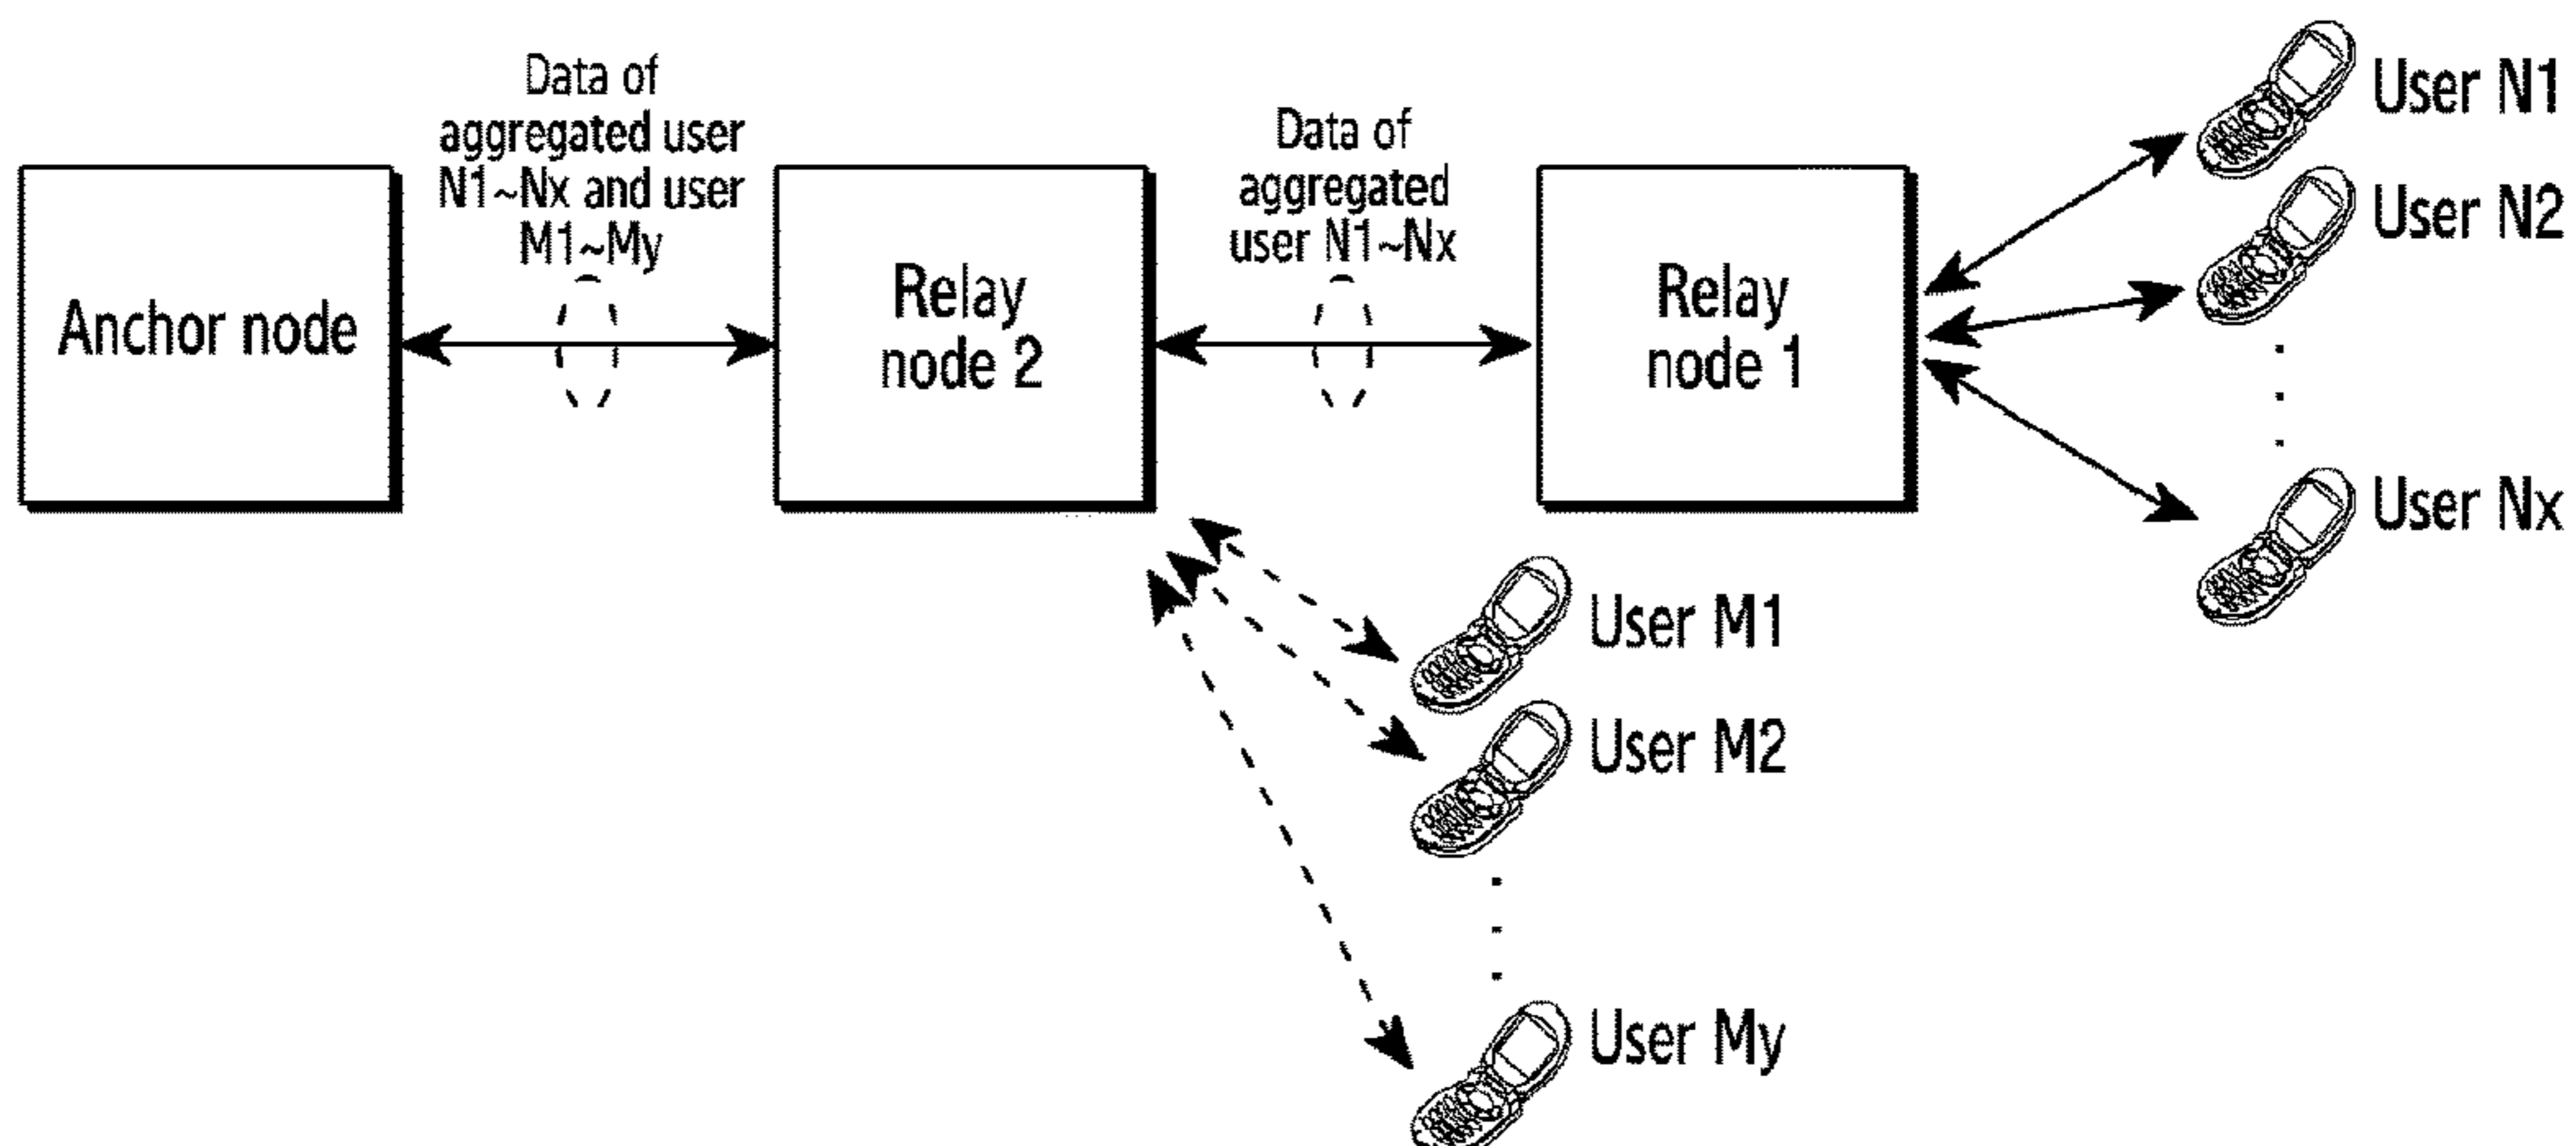 Data of
aggregated user
N1~Nx and user
M1~My
Data of
aggregated
user N1~Nx
Anchor node
Relay
node 2
Relay
node 1
User N1
User N2
User Nx
User M1
User M2
User My